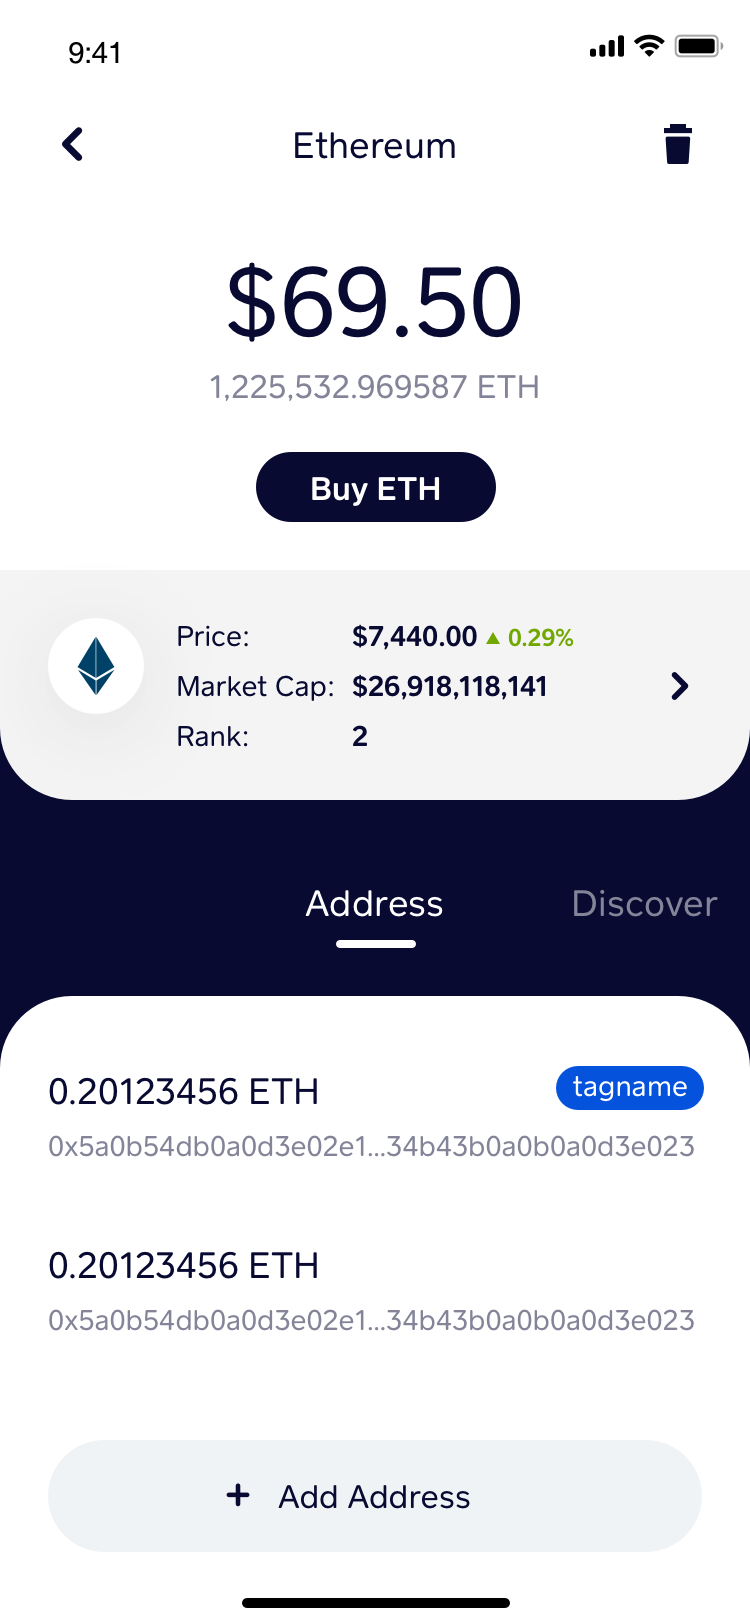 9:41
Ethereum
$69.50
1,225,532.969587 ETH
Buy ETH
Price: $7,440.00 ▲ 0.29%
Market Cap: $26,918,118,141
Rank: 2
Address Discover
0.20123456 ETH tagname
0x5a0b54db0a0d3e02e1...34b43b0a0b0a0d3e023
0.20123456 ETH
0x5a0b54db0a0d3e02e1...34b43b0a0b0a0d3e023
+ Add Address